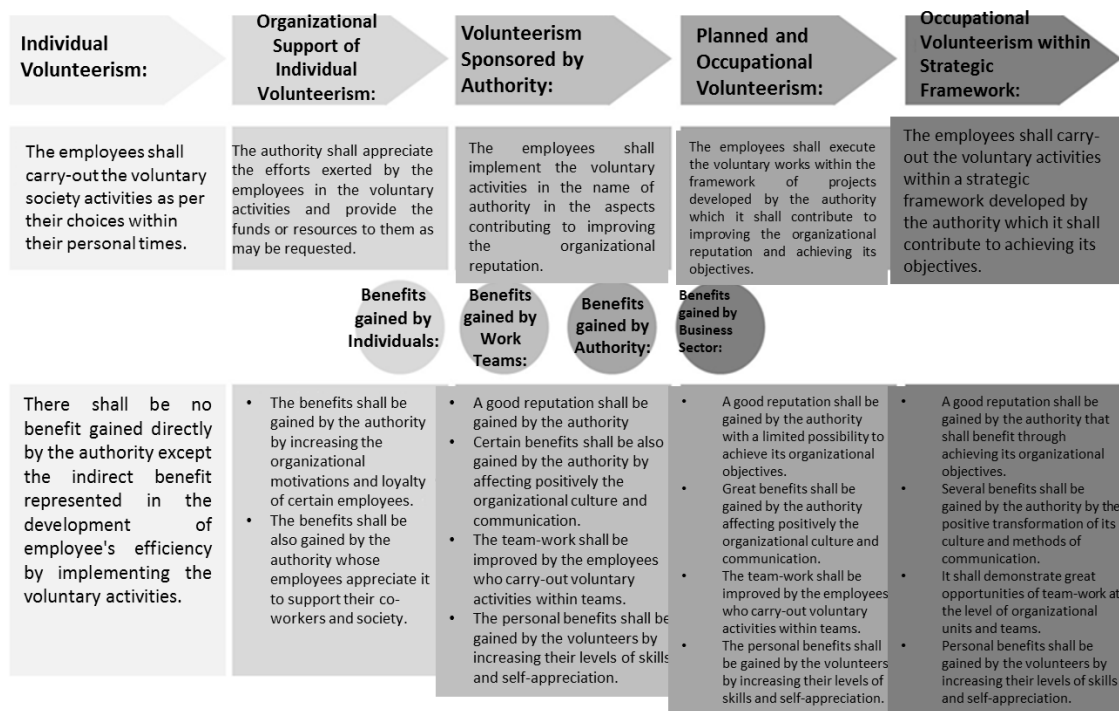 Individual
Volunteerism:
Organizational
Support of
Individual
Volunteerism:
Volunteerism
Sponsored by
Authority:
Planned and
Occupational
Volunteerism:
Occupational
Volunteerism within
Strategic
Framework:
The employees shall
carry-out the voluntary
society activities as per
their choices within
their personal times.
The authority shall appreciate
the efforts exerted by the
employees in the voluntary
activities and provide the
funds or resources to them as
may be requested.
The employees shall
implement the voluntary
activities in the name of
authority in the aspects
contributing to improving
the organizational
reputation.
The employees shall execute
the voluntary works within the
framework of projects
developed by the authority
which it shall contribute to
improving the organizational
reputation and achieving its
objectives.
The employees shall carry-
out the voluntary activities
within a strategic
framework developed by
the authority which it shall
contribute to achieving its
objectives.
Benefits
gained by
Individuals:
Benefits
gained by
Work
Teams:
Benefits
gained by
Authority:
Benefits
gained by
Business
Sector:
There shall be no
benefit gained directly
by the authority except
the indirect benefit
represented in the
development of
employee's efficiency
by implementing the
voluntary activities.
• The benefits shall be
gained by the authority
by increasing the
organizational
motivations and loyalty
of certain employees.
• The benefits shall be
also gained by the
authority whose
employees appreciate it
to support their co-
workers and society.
• A good reputation shall be
gained by the authority
• Certain benefits shall be also
gained by the authority by
affecting positively the
organizational culture and
communication.
• The team-work shall be
improved by the employees
who carry-out voluntary
activities within teams.
• The personal benefits shall be
gained by the volunteers by
increasing their levels of skills
and self-appreciation.
• A good reputation shall be
gained by the authority
with a limited possibility to
achieve its organizational
objectives.
• Great benefits shall be
gained by the authority
affecting positively the
organizational culture and
communication.
• The team-work shall be
improved by the employees
who carry-out voluntary
activities within teams.
• The personal benefits shall
be gained by the volunteers
by increasing their levels of
skills and self-appreciation.
• A good reputation shall be
gained by the authority that
shall benefit through
achieving its organizational
objectives.
• Several benefits shall be
gained by the authority by the
positive transformation of its
culture and methods of
communication.
• It shall demonstrate great
opportunities of team-work at
the level of organizational
units and teams.
• Personal benefits shall be
gained by the volunteers by
increasing their levels of skills
and self-appreciation.